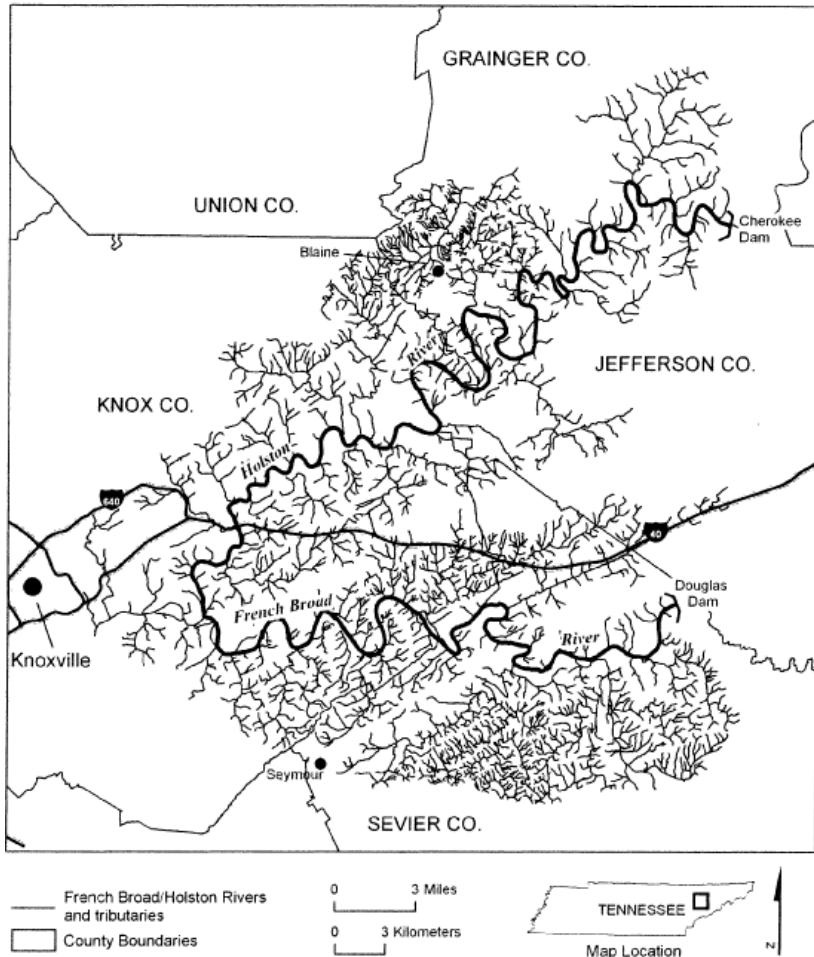 GRAINGER CO.
UNION CO.
Cherokee
Dam
Blaine
River
JEFFERSON CO.
KNOX CO.
Holston
640
40
Douglas
Dam
French Broad
River
Knoxville
Seymour
SEVIER CO.
French Broad/Holston Rivers
and tributaries
County Boundaries
0 3 Miles
0 3 Kilometers
TENNESSEE
Map Location
N